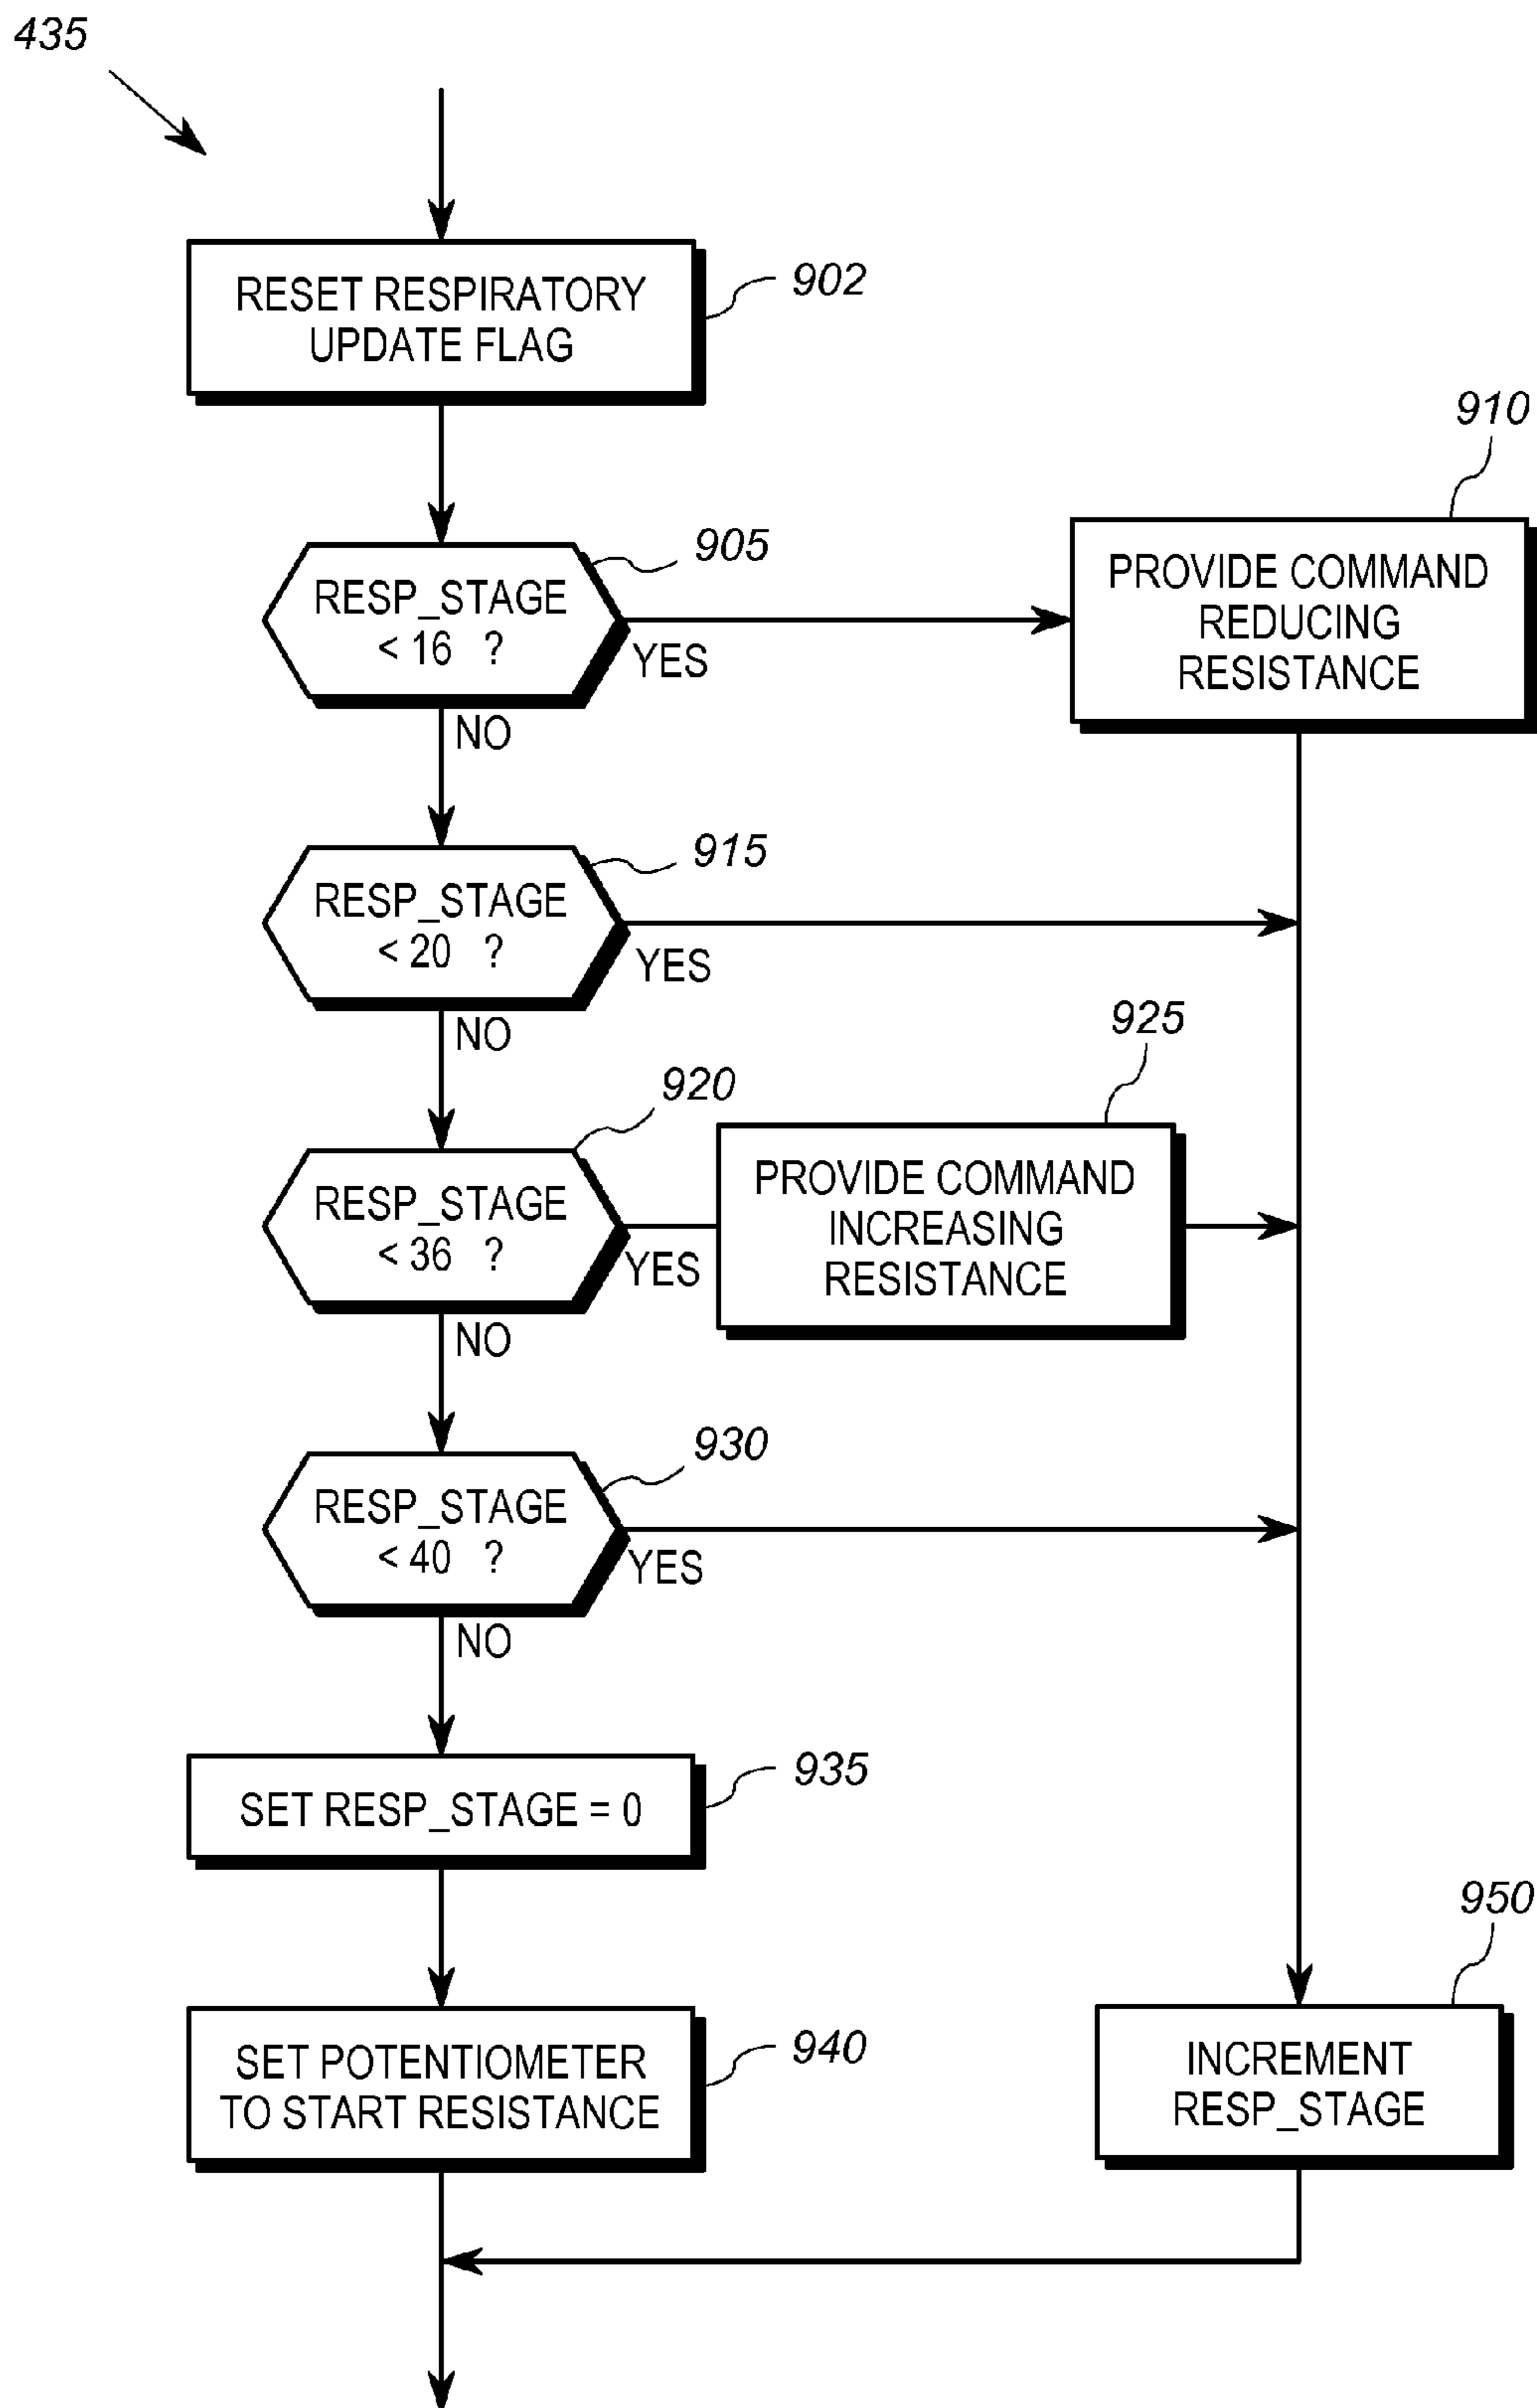 435
RESET RESPIRATORY
UPDATE FLAG
902
RESP_STAGE
< 16 ?
905
YES
NO
910
PROVIDE COMMAND
REDUCING
RESISTANCE
RESP_STAGE
< 20 ?
915
YES
NO
RESP_STAGE
< 36 ?
920
YES
NO
925
PROVIDE COMMAND
INCREASING
RESISTANCE
RESP_STAGE
< 40 ?
930
YES
NO
SET RESP_STAGE = 0
935
SET POTENTIOMETER
TO START RESISTANCE
940
950
INCREMENT
RESP_STAGE